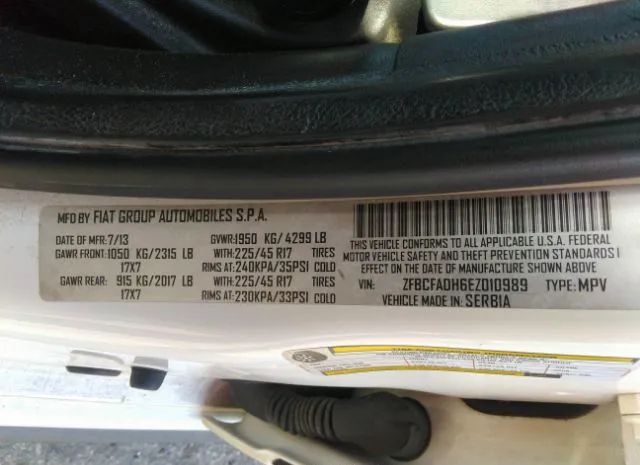 MFD BY FIAT GROUP AUTOMOBILES S.P.A.
DATE OF MFR:7/13 GVWR:1950 KG/ 4299 LB
GAWR FRONT:1050 KG/2315 LB WITH:225/45 R17 TIRES
17X7 RIMS AT:240KPA/35PSI COLD
GAWR REAR: 915 KG/2017 LB WITH:225/45 R17 TIRES
17X7 RIMS AT:230KPA/33PSI COLD
THIS VEHICLE CONFORMS TO ALL APPLICABLE U.S.A. FEDERAL
MOTOR VEHICLE SAFETY AND THEFT PREVENTION STANDARDS I
EFFECT ON THE DATE OF MANUFACTURE SHOWN ABOVE.
VIN: ZFBCFADH6EZ010989 TYPE: MPV
VEHICLE MADE IN: SERBIA